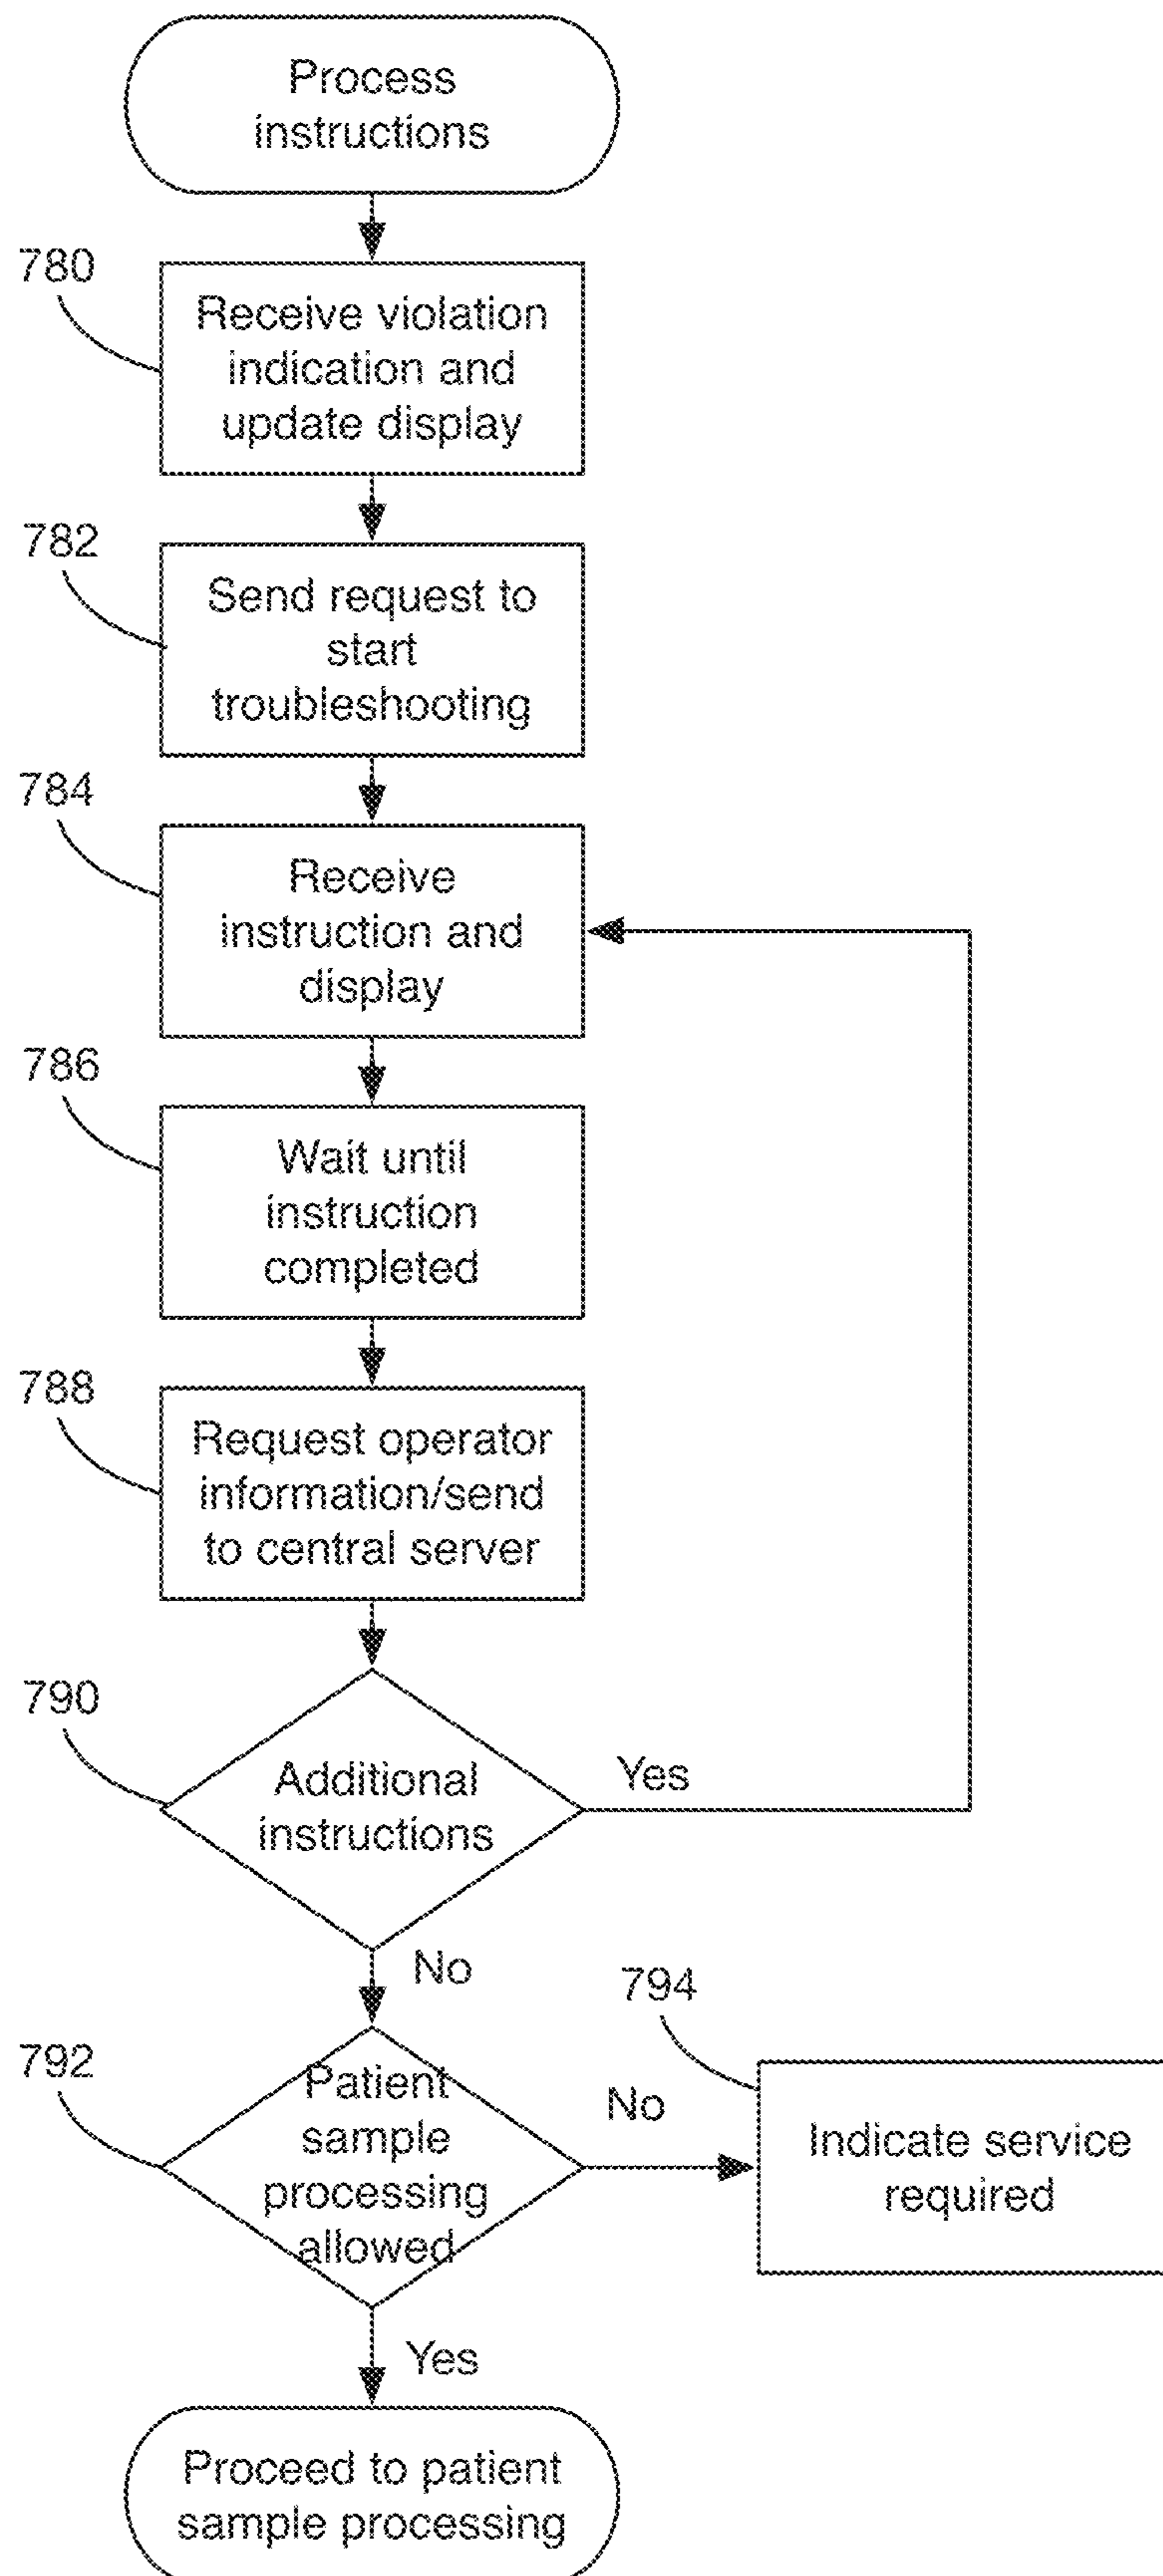 Process
instructions
780
Receive violation
indication and
update display
782
Send request to
start
troubleshooting
784
Receive
instruction and
display
786
Wait until
instruction
completed
788
Request operator
information/send
to central server
790
Additional
instructions
Yes
No
794
792
Patient
sample
processing
allowed
No
Indicate service
required
Yes
Proceed to patient
sample processing